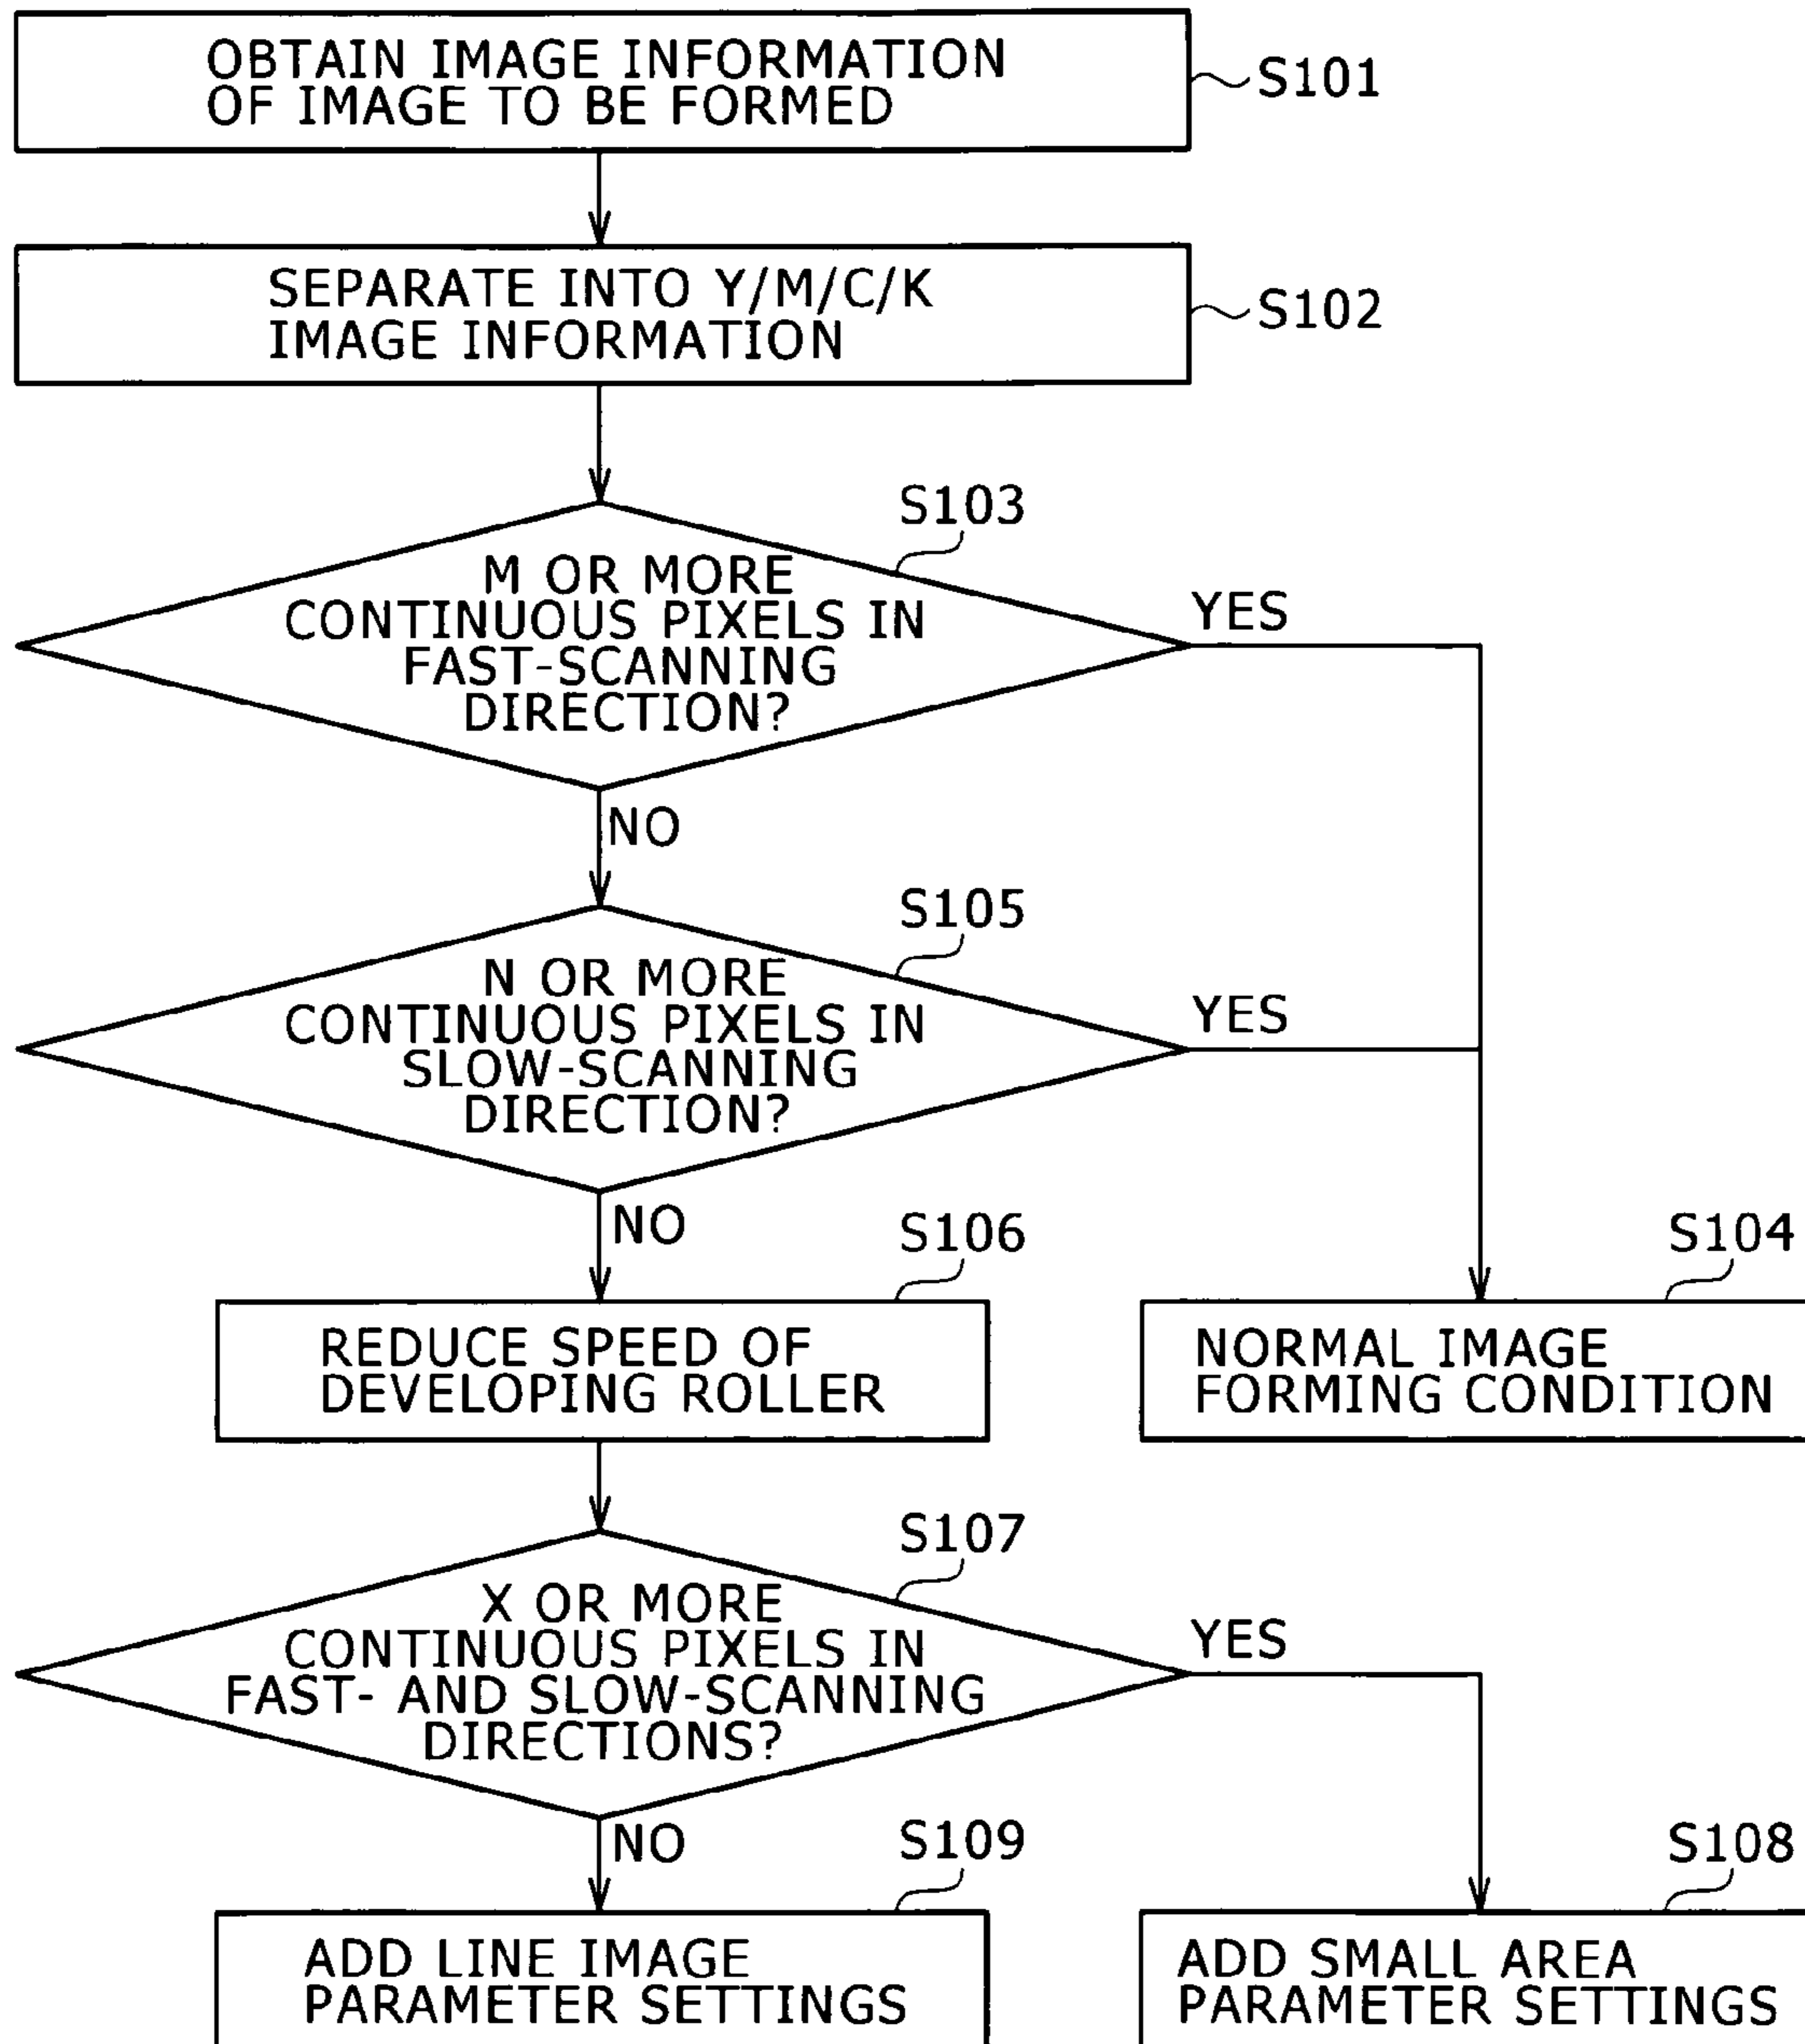 OBTAIN IMAGE INFORMATION
OF IMAGE TO BE FORMED
S101
SEPARATE INTO Y/M/C/K
IMAGE INFORMATION
S102
S103
M OR MORE
CONTINUOUS PIXELS IN
FAST-SCANNING
DIRECTION?
YES
NO
S105
N OR MORE
CONTINUOUS PIXELS IN
SLOW-SCANNING
DIRECTION?
YES
NO
S106
REDUCE SPEED OF
DEVELOPING ROLLER
S104
NORMAL IMAGE
FORMING CONDITION
S107
X OR MORE
CONTINUOUS PIXELS IN
FAST- AND SLOW-SCANNING
DIRECTIONS?
YES
NO
S109
ADD LINE IMAGE
PARAMETER SETTINGS
S108
ADD SMALL AREA
PARAMETER SETTINGS